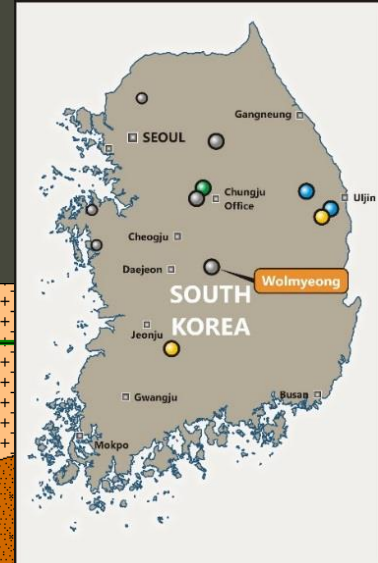 Gangneung
SEOUL
Chungju
Office
Uljin
Cheogju
Daejeon
Wolmyeong
SOUTH
KOREA
Jeonju
Gwangju
Busan
Mokpo